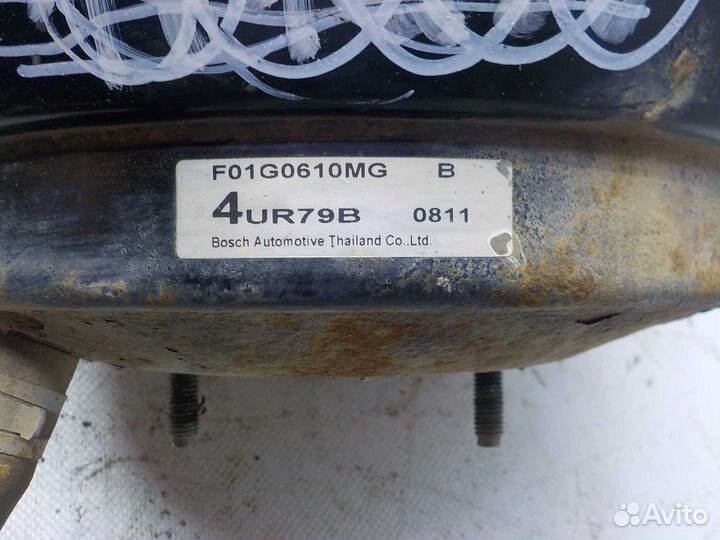 F01G0610MG B
4UR79B 0811
Bosch Automotive Thailand Co.,Ltd.
Avito